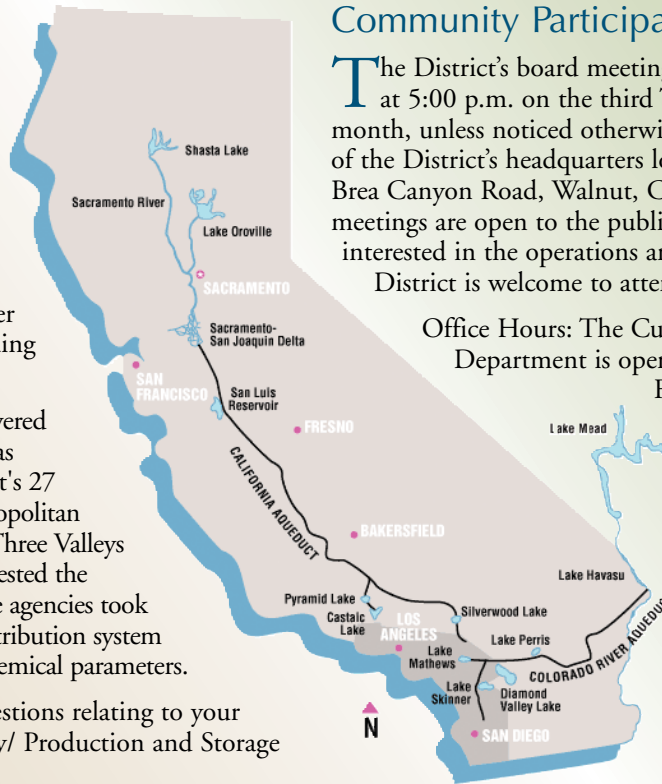 Community Participa
The District's board meetin
at 5:00 p.m. on the third
month, unless noticed otherwi
of the District's headquarters l
Brea Canyon Road, Walnut, C
meetings are open to the publi
interested in the operations an
District is welcome to atte
Office Hours: The Cu
Department is ope
er
ing
vered
as
t's 27
opolitan
Three Valleys
ested the
e agencies took
tribution system
emical parameters.
estions relating to your
y/ Production and Storage
Shasta Lake
Sacramento River
Lake Oroville
SACRAMENTO
Sacramento-
San Joaquin Delta
SAN
FRANCISCO
San Luis
Reservoir
FRESNO
Lake Mead
CALIFORNIA AQUEDUCT
BAKERSFIELD
Lake Havasu
Pyramid Lake
Castaic
Lake
LOS
ANGELES
Silverwood Lake
Lake Perris
Lake
Mathews
COLORADO RIVER AQUEDU
Lake
Skinner
Diamond
Valley Lake
N
SAN DIEGO